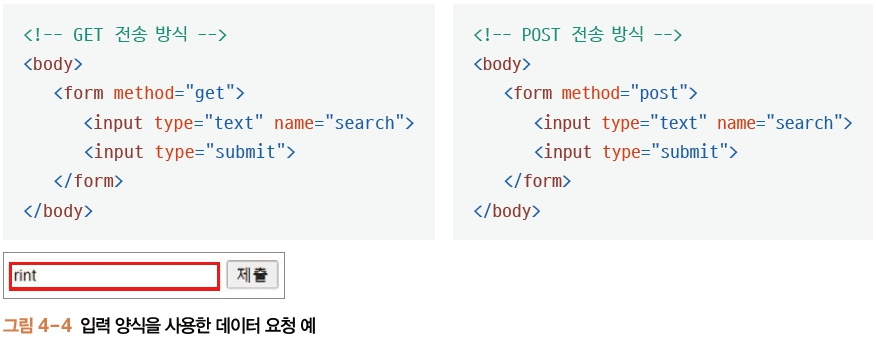 <!-- GET 전송 방식 -->
<body>
<form method="get">
<input type="text" name="search">
<input type="submit">
</form>
</body>
<!-- POST 전송 방식 -->
<body>
<form method="post">
<input type="text" name="search">
<input type="submit">
</form>
</body>
rint 제출
그림 4-4 입력 양식을 사용한 데이터 요청 예